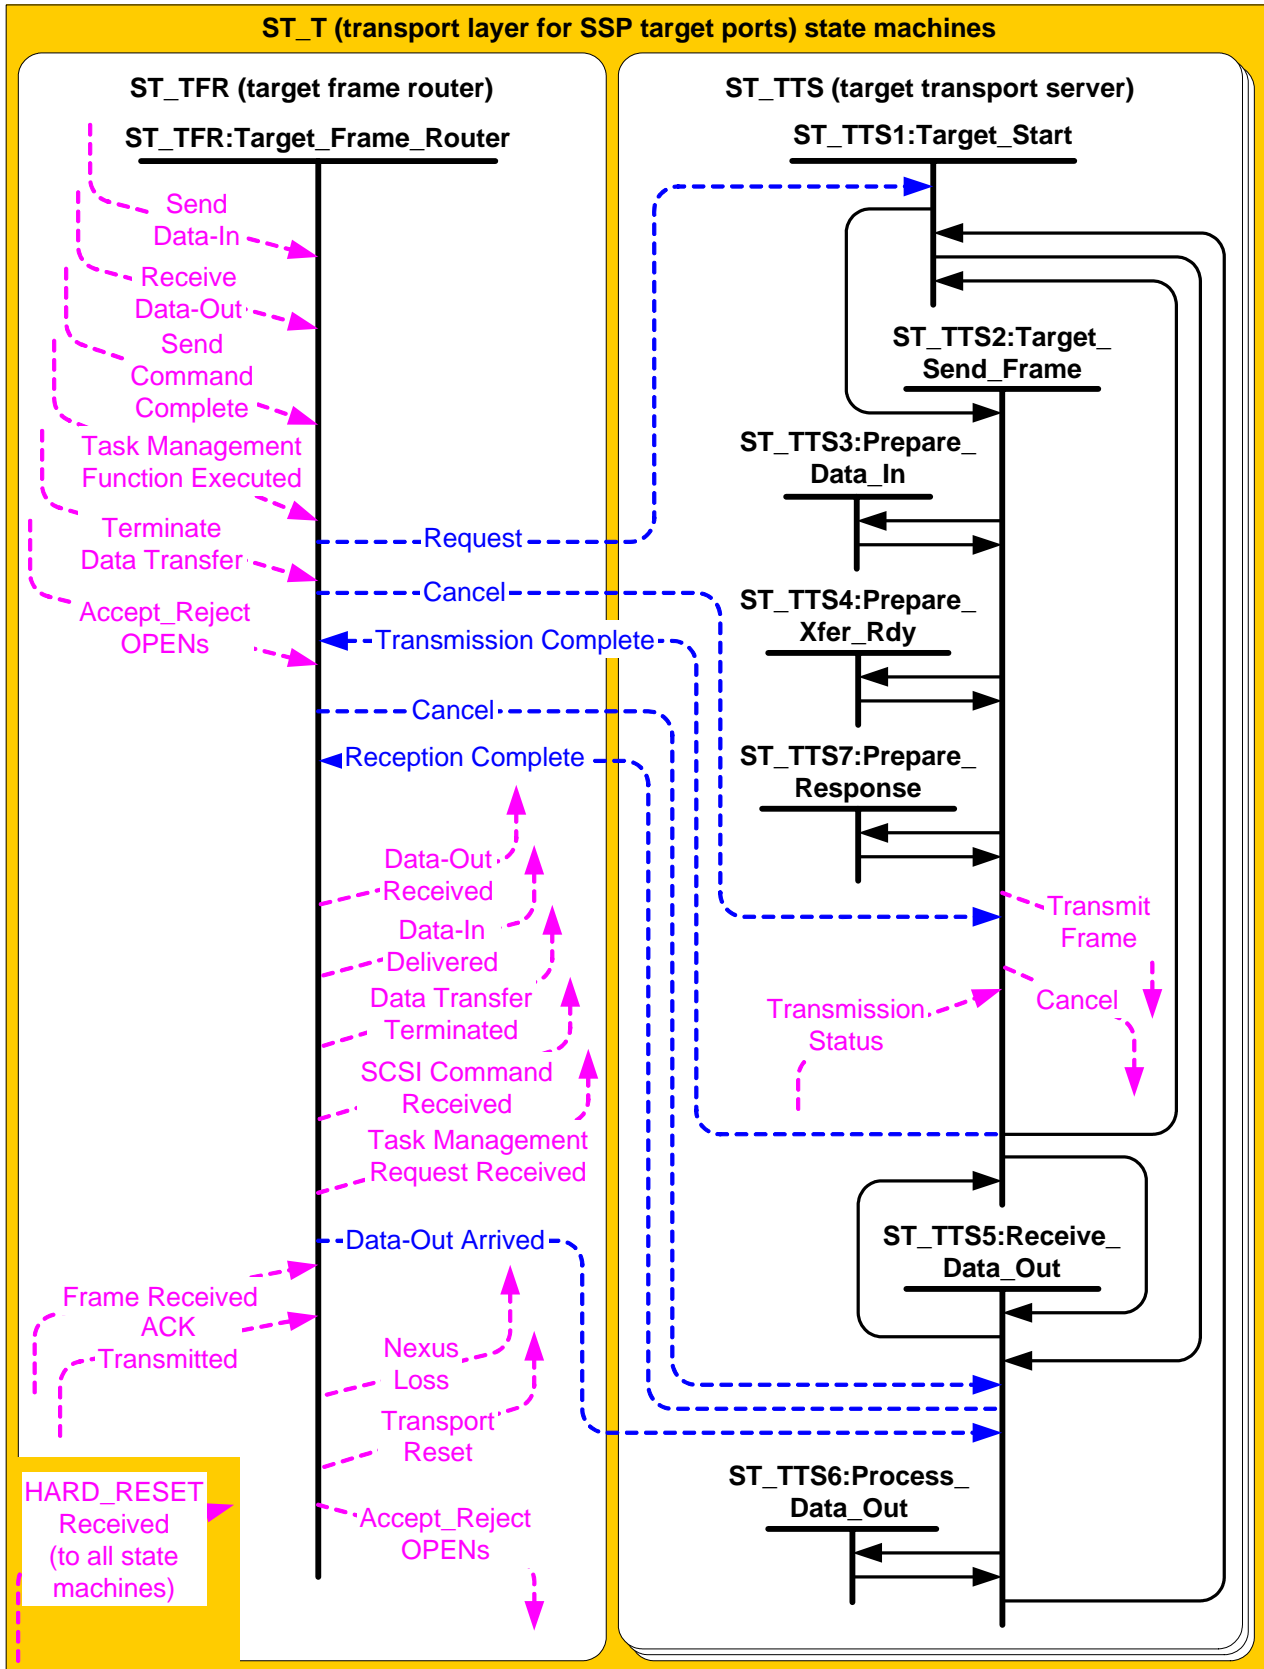 ST_T (transport layer for SSP target ports) state machines
ST_TFR (target frame router)
ST_TFR:Target_Frame_Router
Send
Data-In
Receive
Data-Out
Send
Command
Complete
Task Management
Function Executed
Terminate
Data Transfer
Accept_Reject
OPENs
Request
Cancel
Transmission Complete
Cancel
Reception Complete
Data-Out
Received
Data-In
Delivered
Data Transfer
Terminated
SCSI Command
Received
Task Management
Request Received
Data-Out Arrived
Frame Received
ACK
Transmitted
Nexus
Loss
Transport
Reset
HARD_RESET
Received
(to all state
machines)
Accept_Reject
OPENs
ST_TTS (target transport server)
ST_TTS1:Target_Start
ST_TTS2:Target_
Send_Frame
ST_TTS3:Prepare_
Data_In
ST_TTS4:Prepare_
Xfer_Rdy
ST_TTS7:Prepare_
Response
Transmit
Frame
Transmission
Status
Cancel
ST_TTS5:Receive_
Data_Out
ST_TTS6:Process_
Data_Out